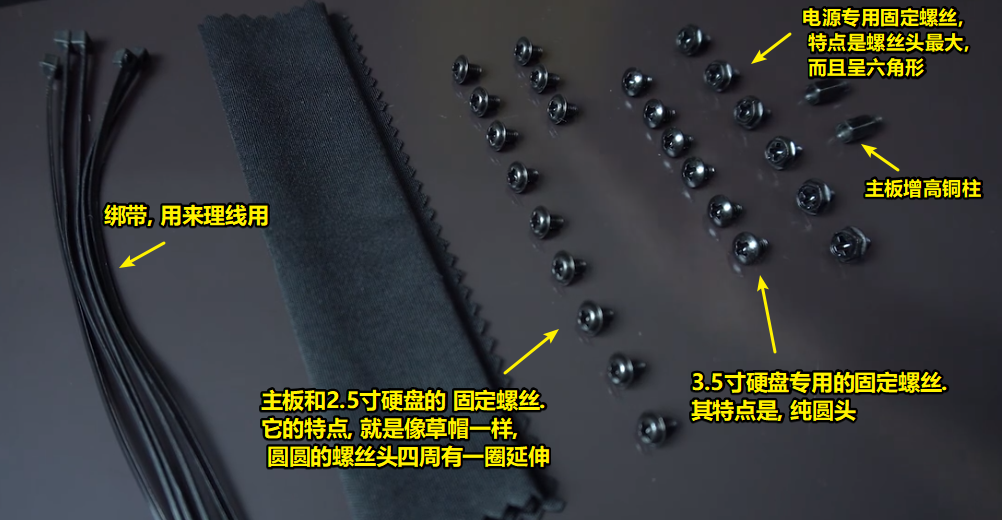 电源专用固定螺丝,
特点是螺丝头最大,
而且呈六角形
主板增高铜柱
绑带, 用来理线用
3.5寸硬盘专用的固定螺丝.
其特点是, 纯圆头
主板和2.5寸硬盘的 固定螺丝.
它的特点, 就是像草帽一样,
圆圆的螺丝头四周有一圈延伸